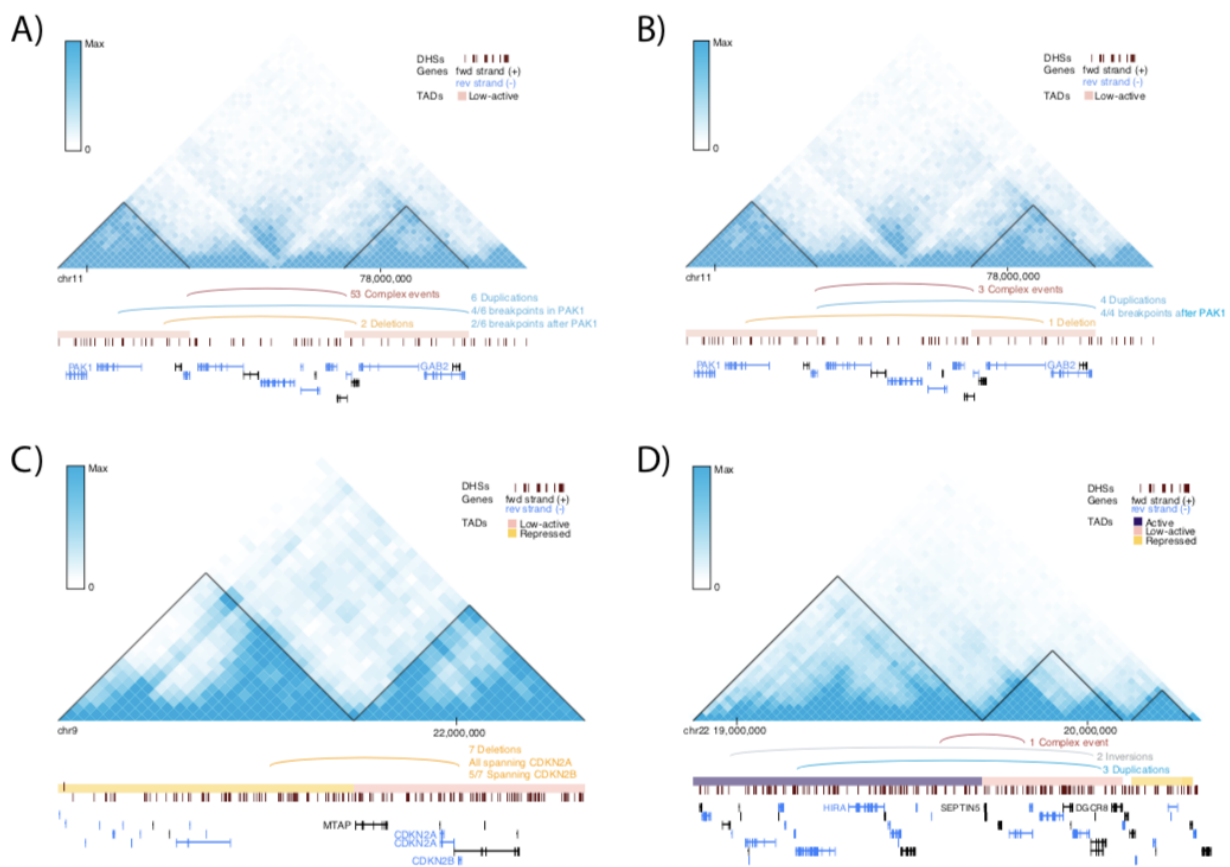 A)
Max
0
DHSs
Genes fwd strand (+)
rev strand (-)
TADs Low-active
chr11
78,000,000
53 Complex events
6 Duplications
4/6 breakpoints in PAK1
2 Deletions
2/6 breakpoints after PAK1
PAK1
GAB2
B)
Max
0
DHSs
Genes fwd strand (+)
rev strand (-)
TADs Low-active
chr11
78,000,000
3 Complex events
4 Duplications
4/4 breakpoints after PAK1
1 Deletion
PAK1
GAB2
C)
Max
0
DHSs
Genes fwd strand (+)
rev strand (-)
TADs Low-active
Repressed
chr9
22,000,000
7 Deletions
All spanning CDKN2A
5/7 Spanning CDKN2B
MTAP
CDKN2A
CDKN2A
CDKN2B
D)
Max
0
DHSs
Genes fwd strand (+)
rev strand (-)
TADs Active
Low-active
Repressed
chr22 19,000,000
20,000,000
1 Complex event
2 Inversions
3 Duplications
HIRA
SEPTIN5
DGCR8